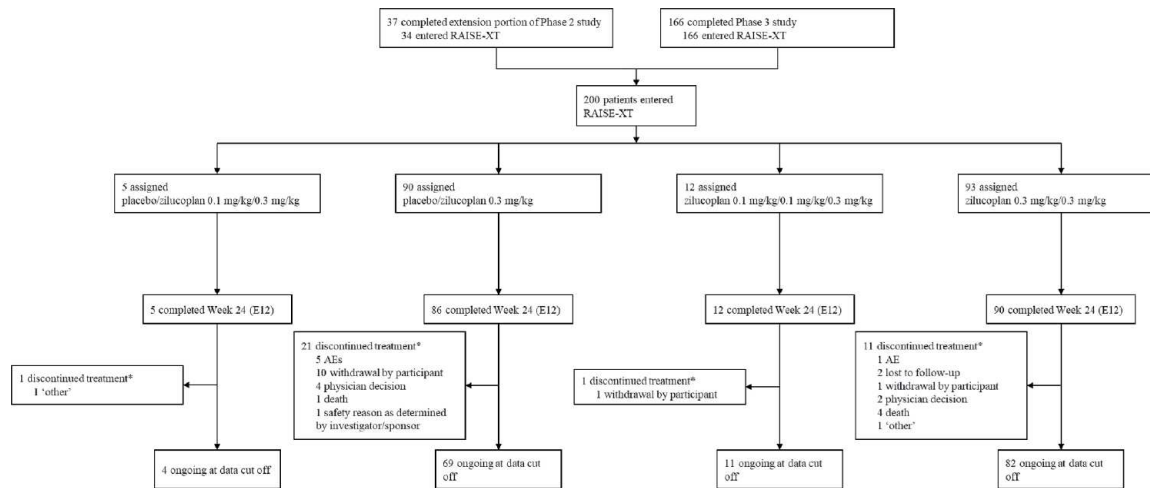 37 completed extension portion of Phase 2 study
34 entered RAISE-XT
166 completed Phase 3 study
166 entered RAISE-XT
200 patients entered
RAISE-XT
5 assigned
placebo/zilucoplan 0.1 mg/kg/0.3 mg/kg
90 assigned
placebo/zilucoplan 0.3 mg/kg
12 assigned
zilucoplan 0.1 mg/kg/0.1 mg/kg/0.3 mg/kg
93 assigned
zilucoplan 0.3 mg/kg/0.3 mg/kg
5 completed Week 24 (E12)
86 completed Week 24 (E12)
12 completed Week 24 (E12)
90 completed Week 24 (E12)
1 discontinued treatment*
1 ‘other’
21 discontinued treatment*
5 AEs
10 withdrawal by participant
4 physician decision
1 death
1 safety reason as determined
by investigator/sponsor
1 discontinued treatment*
1 withdrawal by participant
11 discontinued treatment*
1 AE
2 lost to follow-up
1 withdrawal by participant
2 physician decision
4 death
1 ‘other’
4 ongoing at data cut off
69 ongoing at data cut
off
11 ongoing at data cut
off
82 ongoing at data cut
off